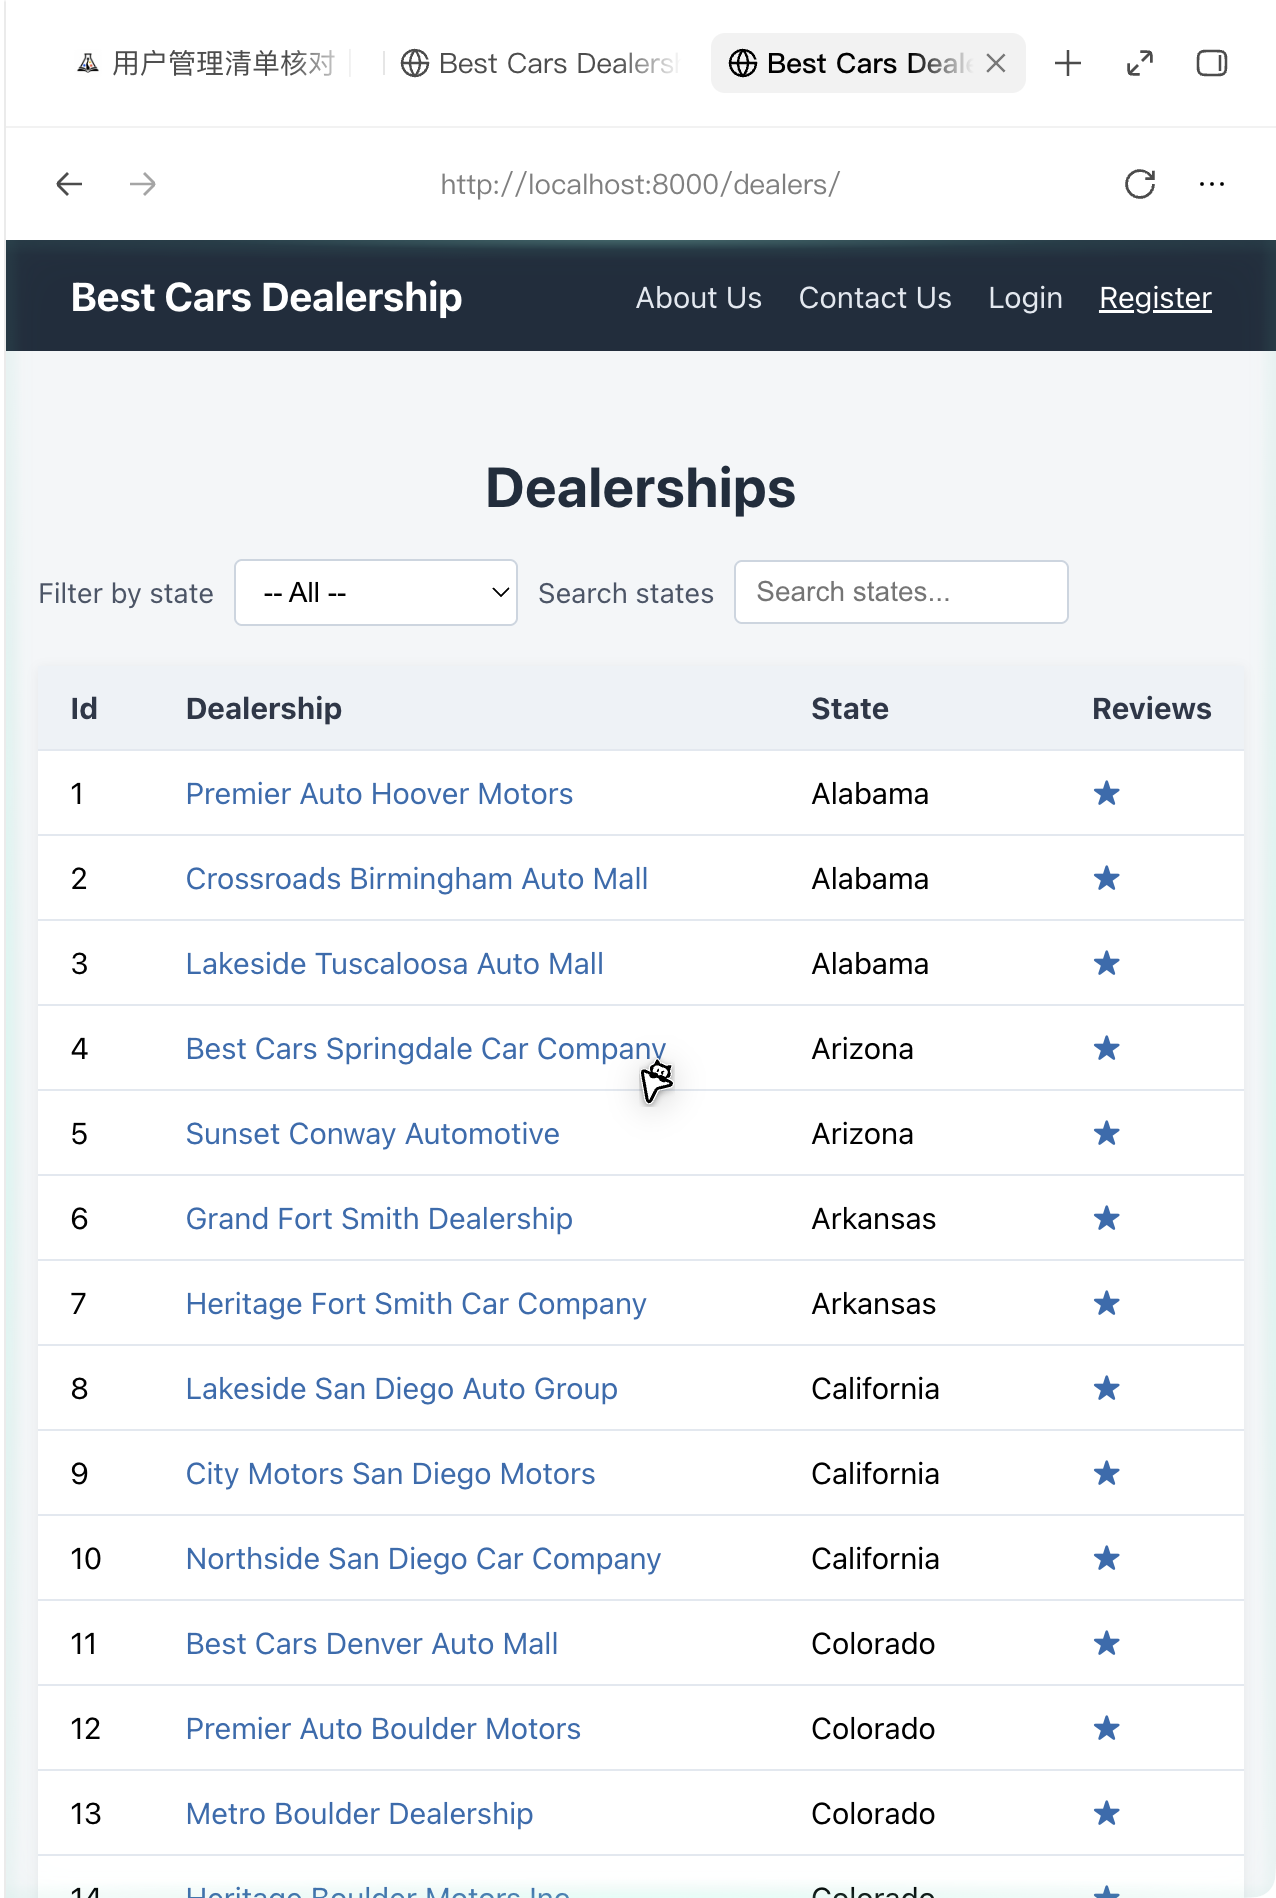 用户管理清单核对 Best Cars Dealers Best Cars Deal
http://localhost:8000/dealers/
Best Cars Dealership About Us Contact Us Login Register
Dealerships
Filter by state -- All -- Search states Search states...
Id Dealership State Reviews
1 Premier Auto Hoover Motors Alabama ★
2 Crossroads Birmingham Auto Mall Alabama ★
3 Lakeside Tuscaloosa Auto Mall Alabama ★
4 Best Cars Springdale Car Company Arizona ★
5 Sunset Conway Automotive Arizona ★
6 Grand Fort Smith Dealership Arkansas ★
7 Heritage Fort Smith Car Company Arkansas ★
8 Lakeside San Diego Auto Group California ★
9 City Motors San Diego Motors California ★
10 Northside San Diego Car Company California ★
11 Best Cars Denver Auto Mall Colorado ★
12 Premier Auto Boulder Motors Colorado ★
13 Metro Boulder Dealership Colorado ★
14 Heritage Boulder Motors Inc Colorado ★